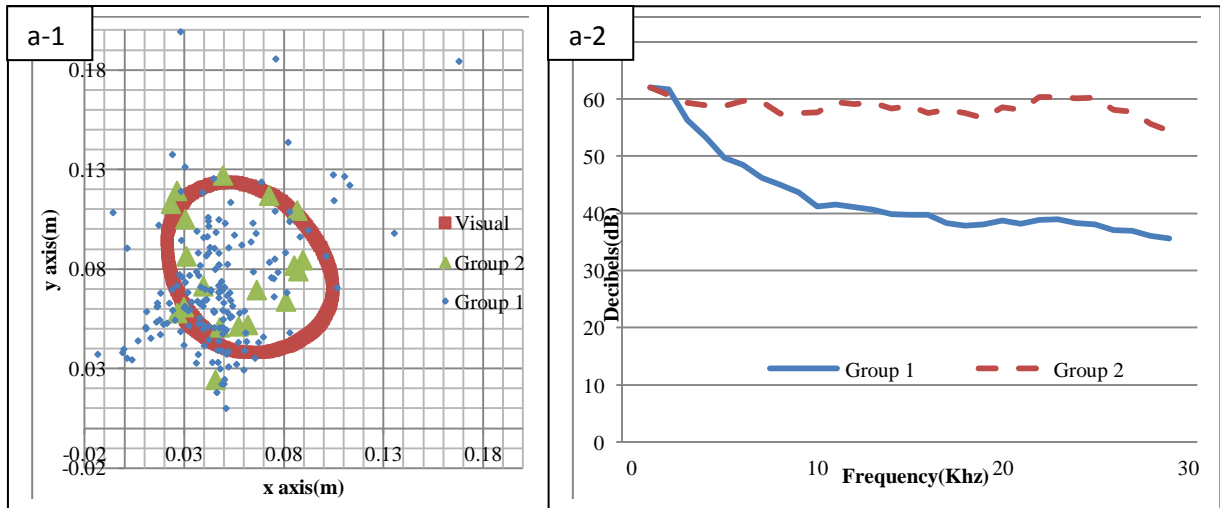 a-1
0.18
0.13
0.08
0.03
-0.02
-0.02
0.03
0.08
0.13
0.18
y axis(m)
x axis(m)
Visual
Group 2
Group 1
a-2
60
50
40
30
20
10
0
0
10
20
30
Decibels(dB)
Frequency(Khz)
Group 1
Group 2